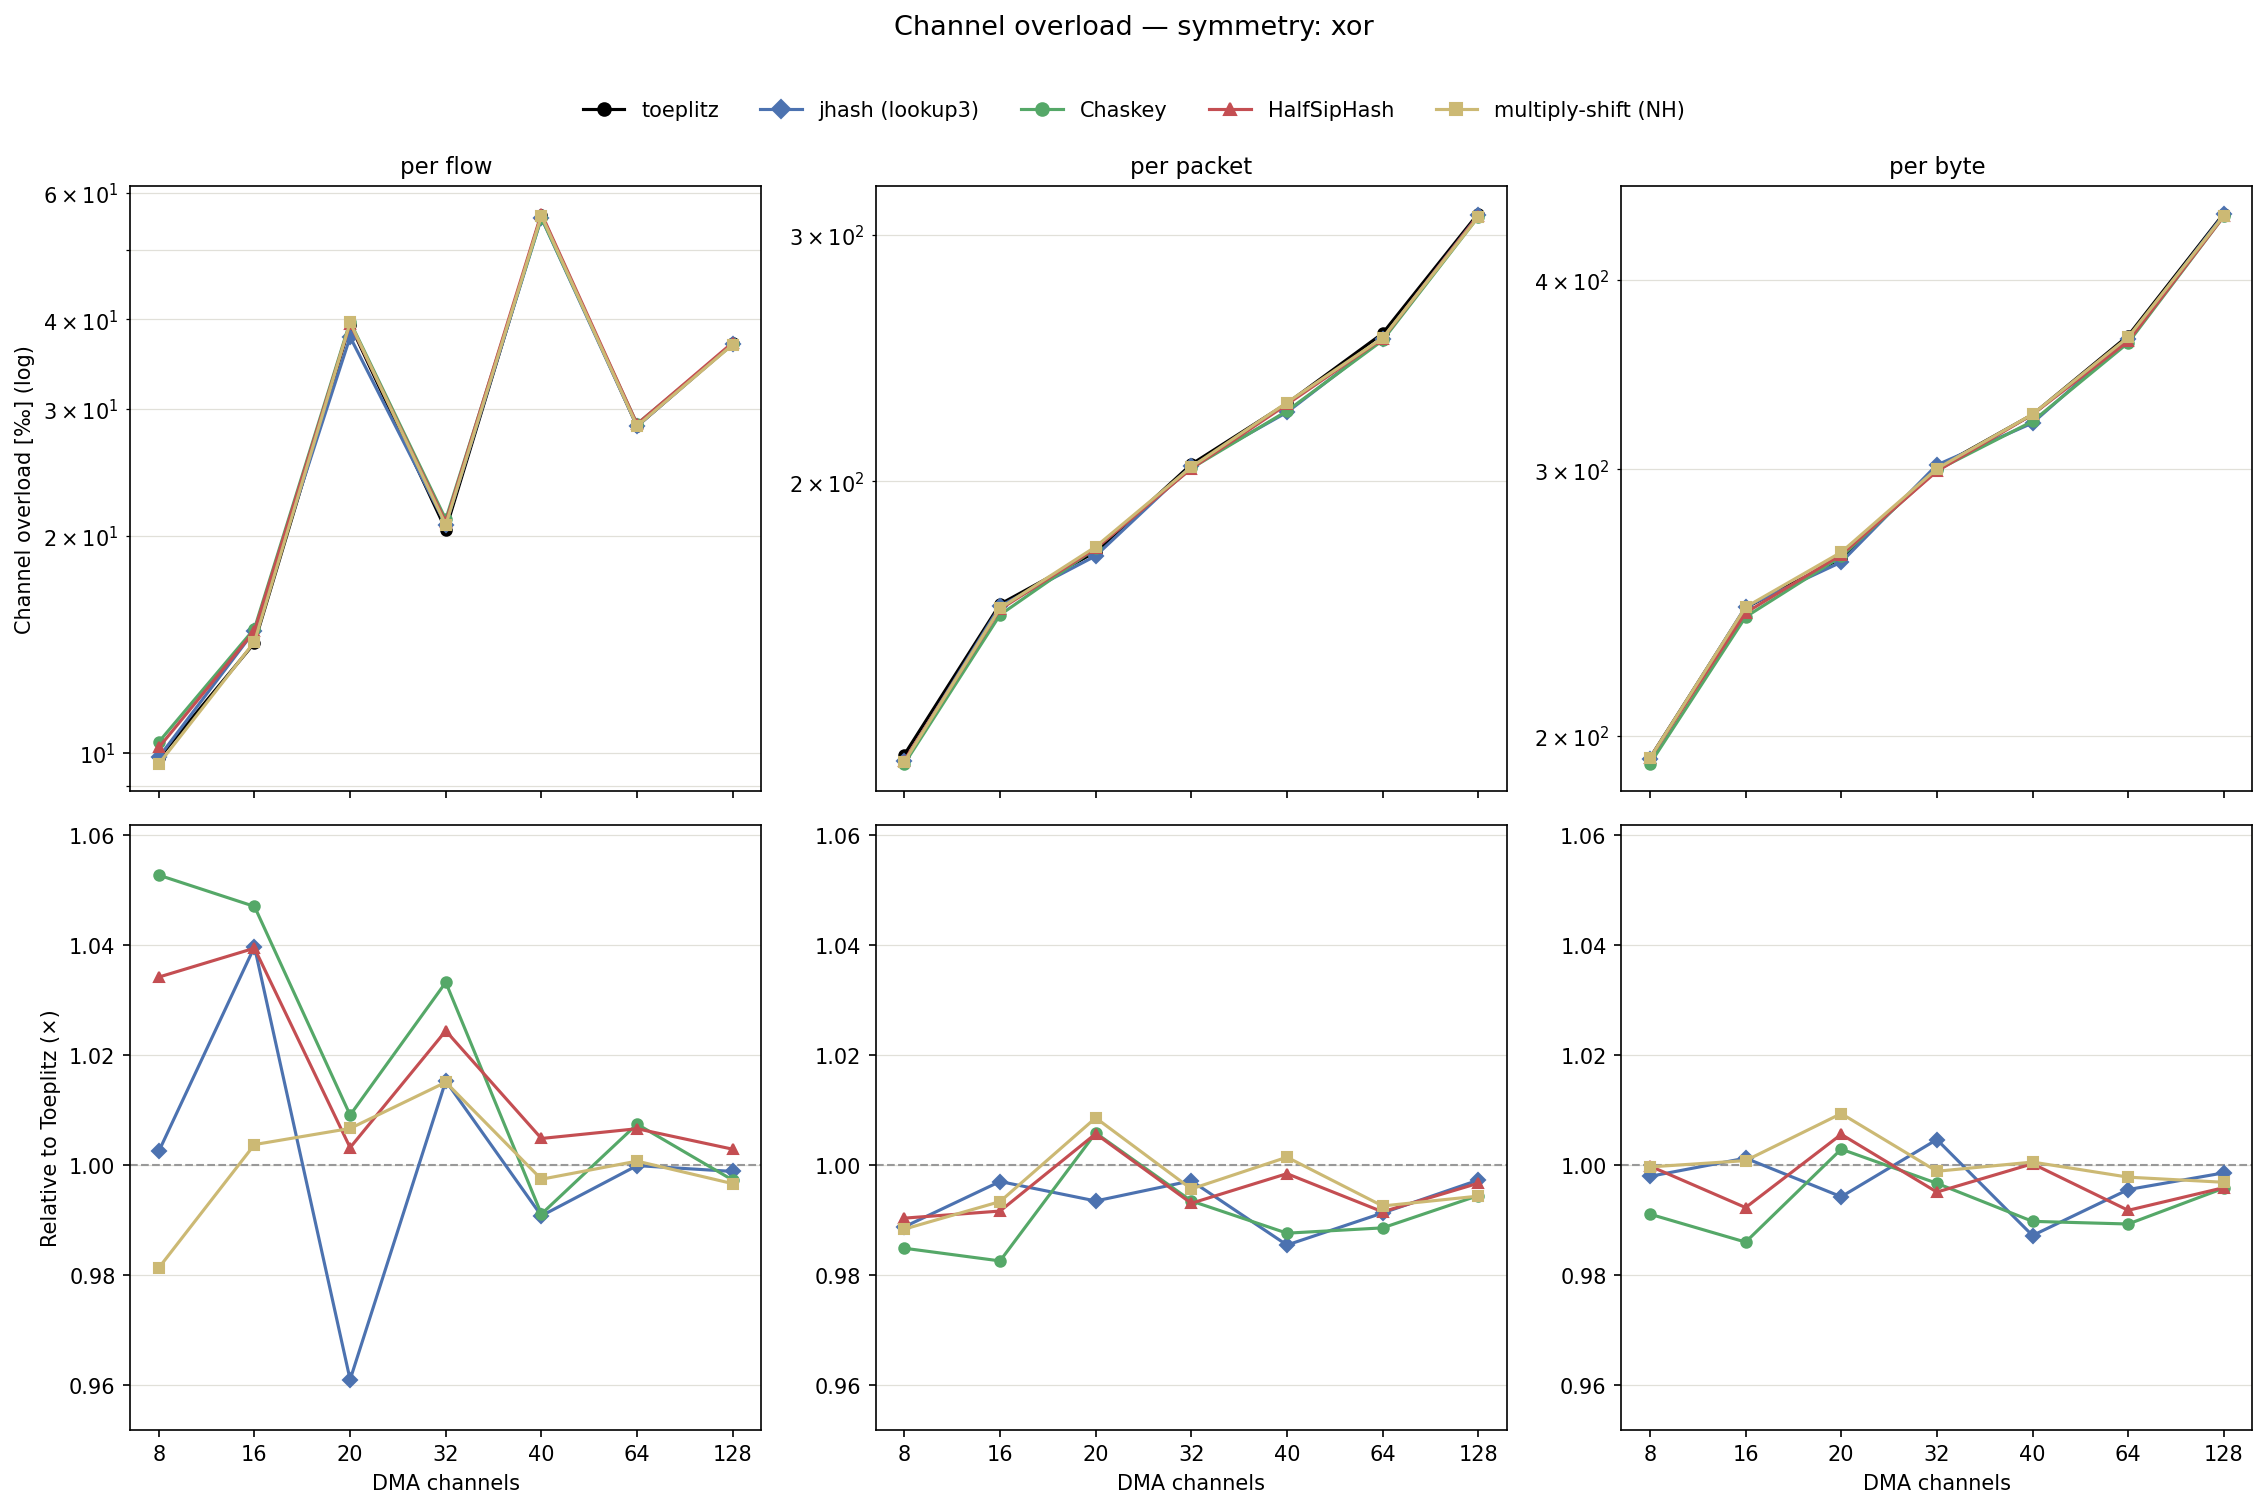 Channel overload — symmetry: xor
toeplitz jhash (lookup3) Chaskey HalfSipHash multiply-shift (NH)
per flow
Channel overload [‰] (log)
6 × 10¹
4 × 10¹
3 × 10¹
2 × 10¹
10¹
per packet
3 × 10²
2 × 10²
per byte
4 × 10²
3 × 10²
2 × 10²
Relative to Toeplitz (×)
1.06
1.04
1.02
1.00
0.98
0.96
8 16 20 32 40 64 128
DMA channels
1.06
1.04
1.02
1.00
0.98
0.96
8 16 20 32 40 64 128
DMA channels
1.06
1.04
1.02
1.00
0.98
0.96
8 16 20 32 40 64 128
DMA channels